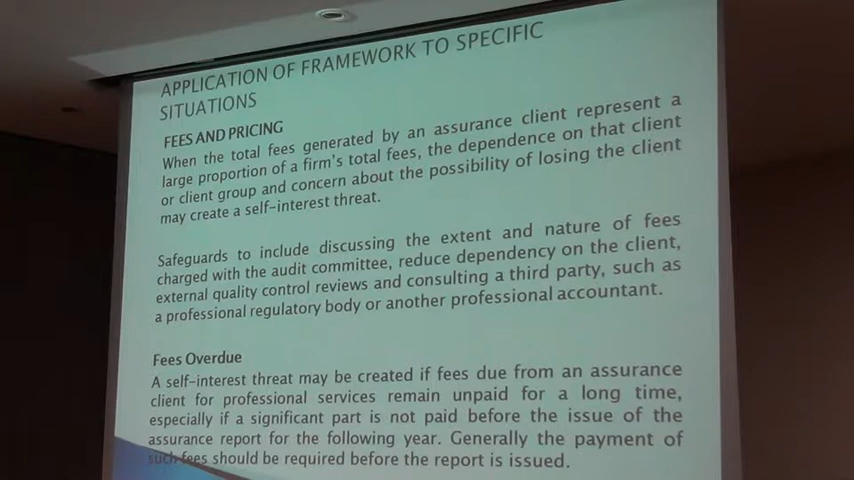 APPLICATION OF FRAMEWORK TO SPECIFIC
SITUATIONS
FEES AND PRICING
When the total fees generated by an assurance client represent a
large proportion of a firm's total fees, the dependence on that client
or client group and concern about the possibility of losing the client
may create a self-interest threat.
Safeguards to include discussing the extent and nature of fees
charged with the audit committee, reduce dependency on the client,
external quality control reviews and consulting a third party, such as
a professional regulatory body or another professional accountant.
Fees Overdue
A self-interest threat may be created if fees due from an assurance
client for professional services remain unpaid for a long time,
especially if a significant part is not paid before the issue of the
assurance report for the following year. Generally the payment of
such fees should be required before the report is issued.